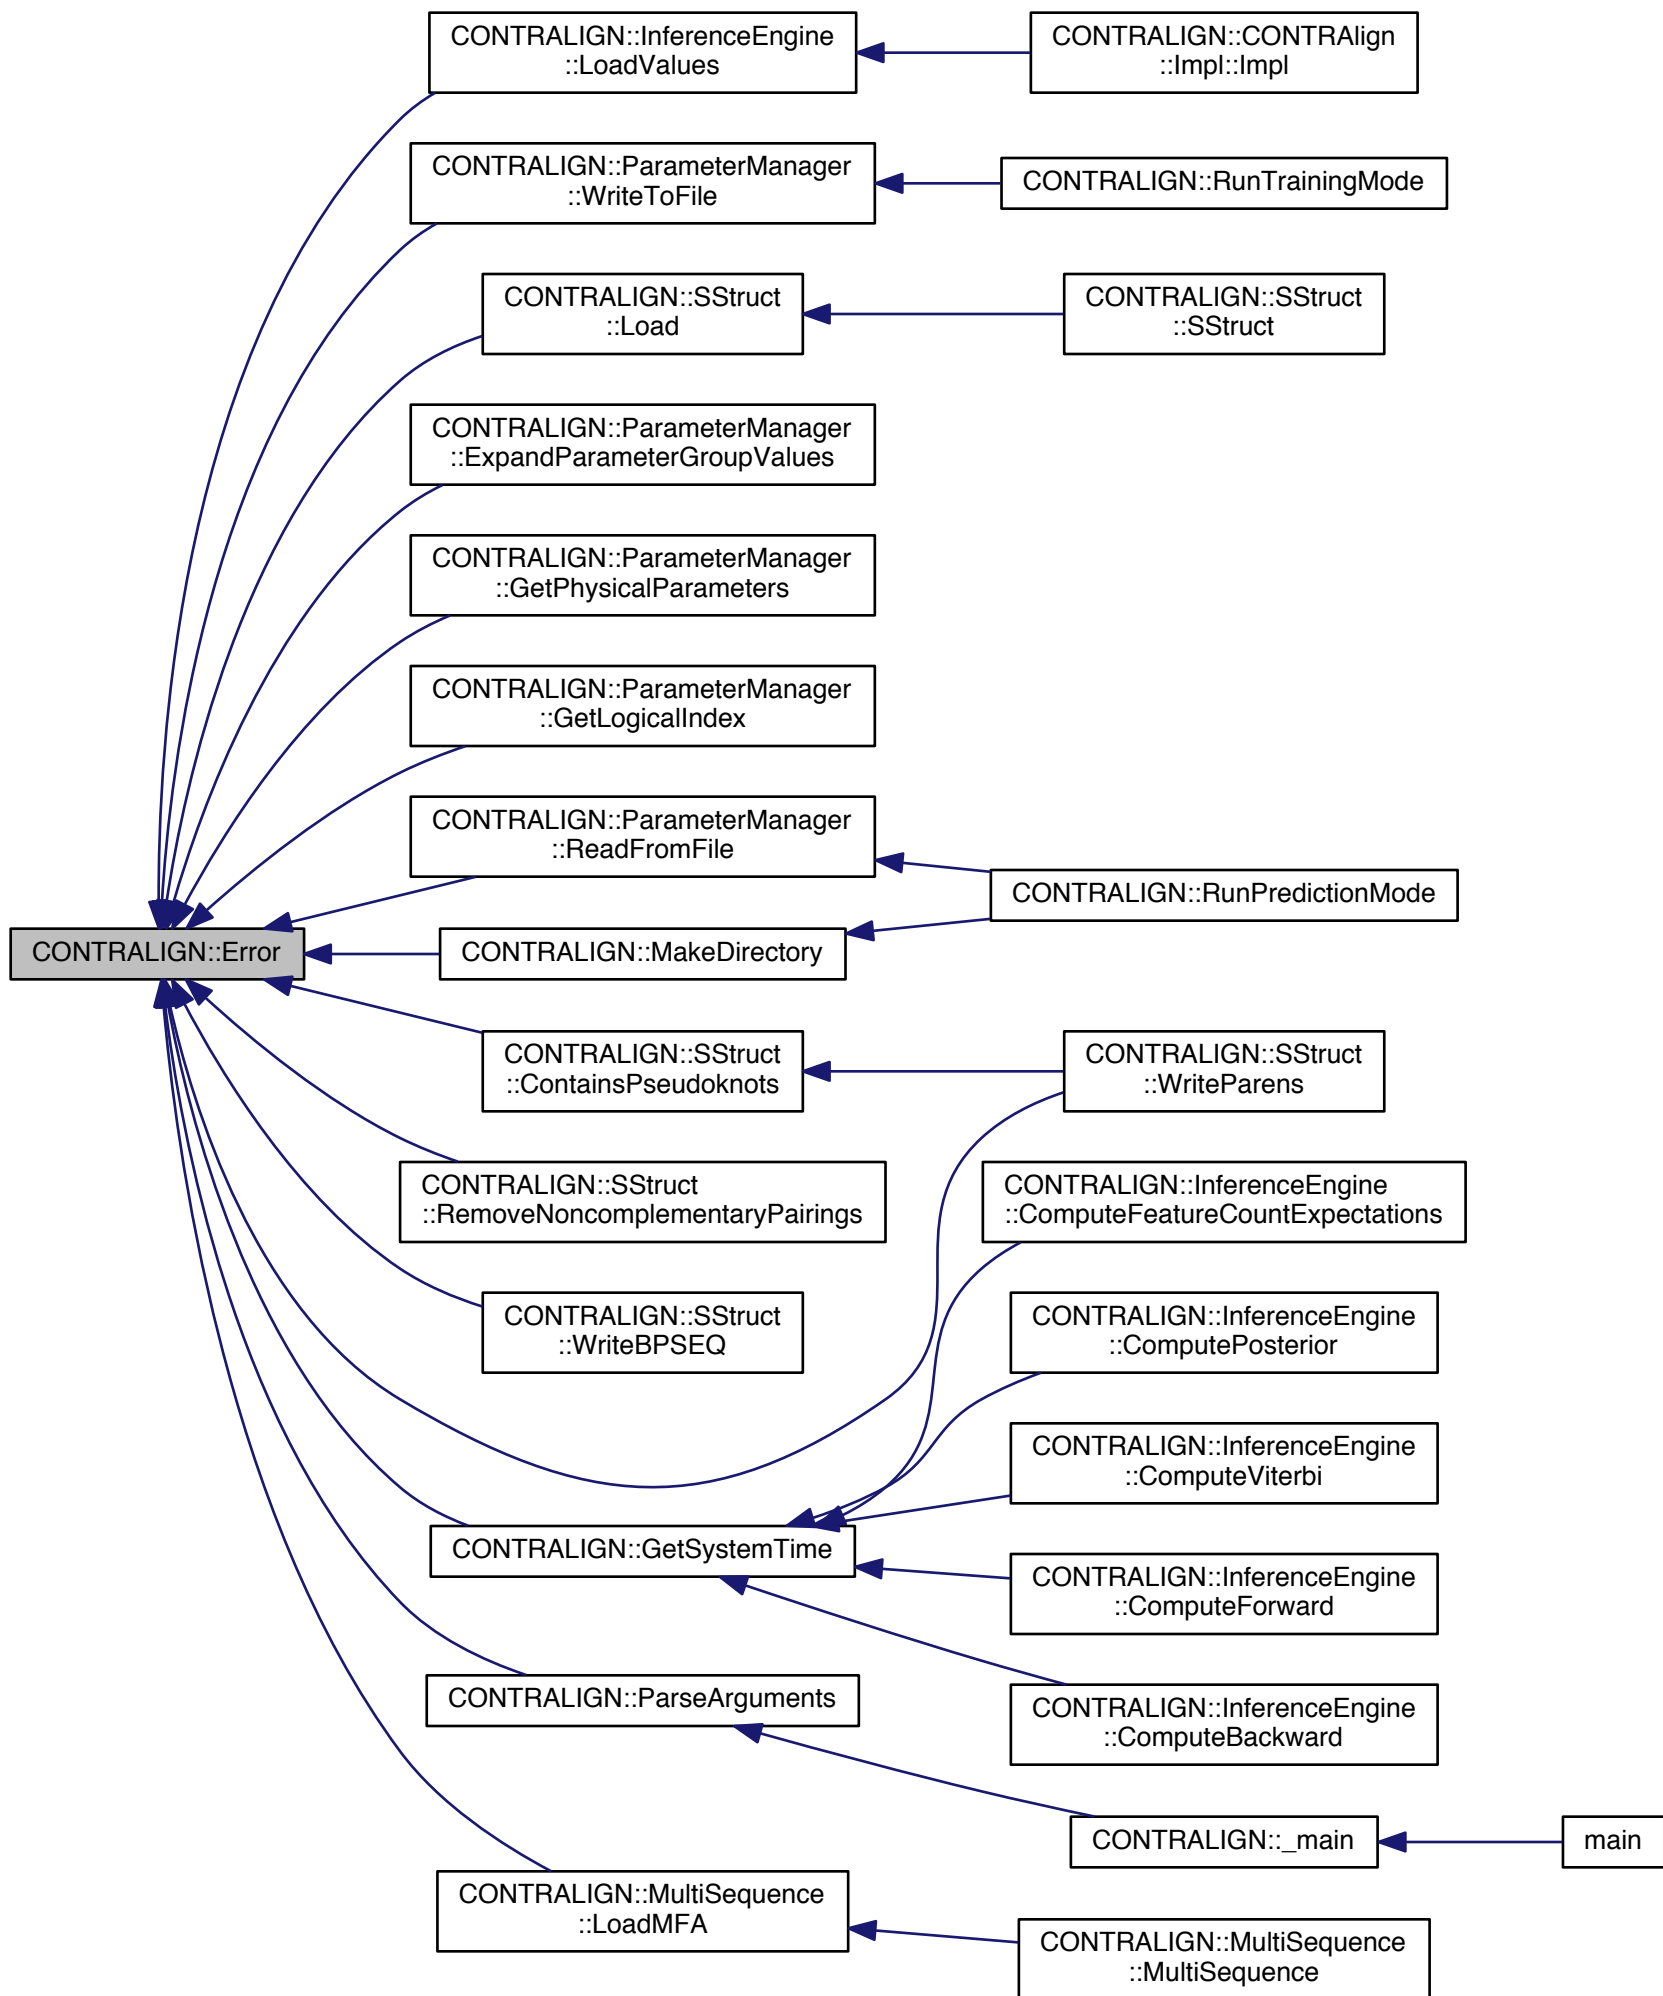 CONTRALIGN::InferenceEngine
::LoadValues
CONTRALIGN::CONTRAlign
::Impl::Impl
CONTRALIGN::ParameterManager
::WriteToFile
CONTRALIGN::RunTrainingMode
CONTRALIGN::SStruct
::Load
CONTRALIGN::SStruct
::SStruct
CONTRALIGN::ParameterManager
::ExpandParameterGroupValues
CONTRALIGN::ParameterManager
::GetPhysicalParameters
CONTRALIGN::ParameterManager
::GetLogicalIndex
CONTRALIGN::ParameterManager
::ReadFromFile
CONTRALIGN::RunPredictionMode
CONTRALIGN::Error
CONTRALIGN::MakeDirectory
CONTRALIGN::SStruct
::ContainsPseudoknots
CONTRALIGN::SStruct
::WriteParens
CONTRALIGN::SStruct
::RemoveNoncomplementaryPairings
CONTRALIGN::InferenceEngine
::ComputeFeatureCountExpectations
CONTRALIGN::SStruct
::WriteBPSEQ
CONTRALIGN::InferenceEngine
::ComputePosterior
CONTRALIGN::InferenceEngine
::ComputeViterbi
CONTRALIGN::GetSystemTime
CONTRALIGN::InferenceEngine
::ComputeForward
CONTRALIGN::ParseArguments
CONTRALIGN::InferenceEngine
::ComputeBackward
CONTRALIGN::_main
main
CONTRALIGN::MultiSequence
::LoadMFA
CONTRALIGN::MultiSequence
::MultiSequence